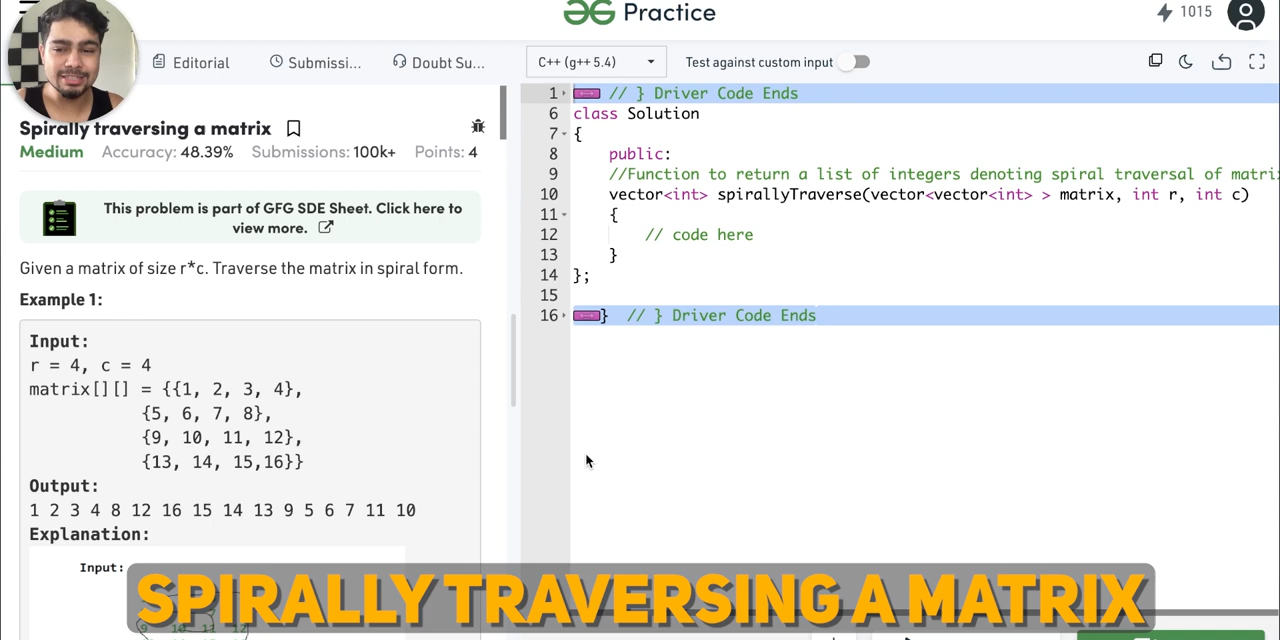 Practice
1015
Editorial
Submissi...
Doubt Su...
C++ (g++ 5.4)
Test against custom input
Spirally traversing a matrix
Medium Accuracy: 48.39% Submissions: 100k+ Points: 4
This problem is part of GFG SDE Sheet. Click here to
view more.
Given a matrix of size r*c. Traverse the matrix in spiral form.
Example 1:
Input:
r = 4, c = 4
matrix[][] = {{1, 2, 3, 4},
{5, 6, 7, 8},
{9, 10, 11, 12},
{13, 14, 15,16}}
Output:
1 2 3 4 8 12 16 15 14 13 9 5 6 7 11 10
Explanation:
Input:
9 10 11 12
1 // } Driver Code Ends
6 class Solution
7 {
8 public:
9 //Function to return a list of integers denoting spiral traversal of matri
10 vector<int> spirallyTraverse(vector<vector<int> > matrix, int r, int c)
11 {
12 // code here
13 }
14 };
15
16 } // } Driver Code Ends
SPIRALLY TRAVERSING A MATRIX